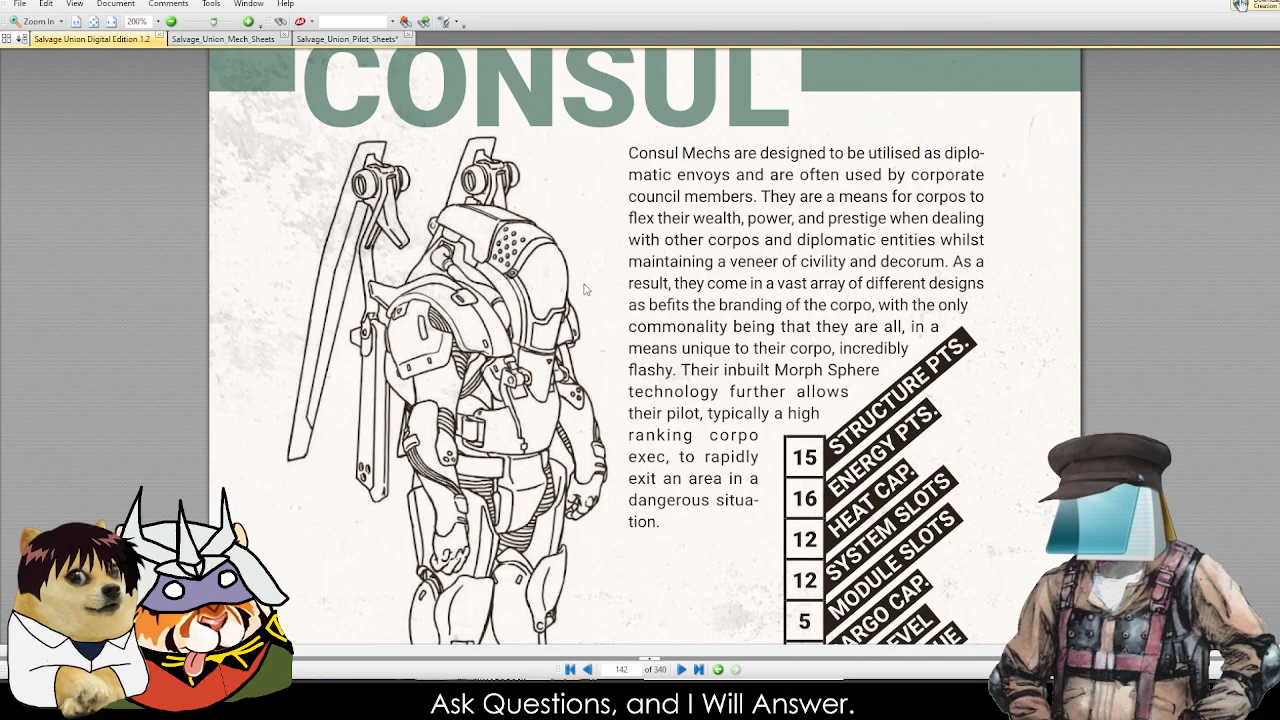 File Edit View Document Comments Tools Window Help
Zoom In 200%
Salvage Union Digital Edition 1.2 Salvage_Union_Mech_Sheets Salvage_Union_Pilot_Sheets*
CONSUL
Consul Mechs are designed to be utilised as diplo-
matic envoys and are often used by corporate
council members. They are a means for corpos to
flex their wealth, power, and prestige when dealing
with other corpos and diplomatic entities whilst
maintaining a veneer of civility and decorum. As a
result, they come in a vast array of different designs
as befits the branding of the corpo, with the only
commonality being that they are all, in a
means unique to their corpo, incredibly
flashy. Their inbuilt Morph Sphere
technology further allows
their pilot, typically a high
ranking corpo
exec, to rapidly
exit an area in a
dangerous situa-
tion.
15 STRUCTURE PTS.
16 ENERGY PTS.
12 HEAT CAP.
12 SYSTEM SLOTS
5 MODULE SLOTS
142 of 340
Ask Questions, and I Will Answer.